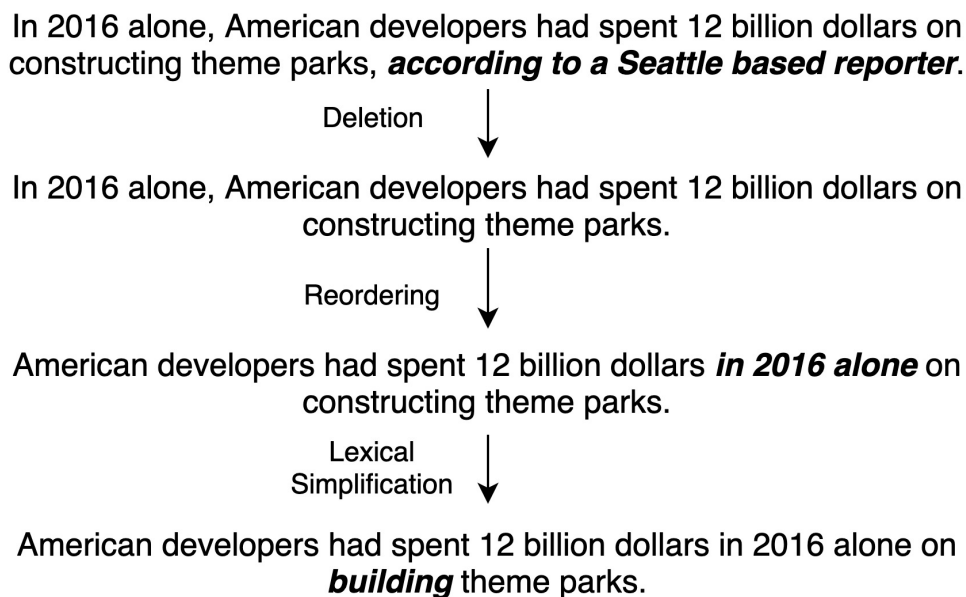 In 2016 alone, American developers had spent 12 billion dollars on
constructing theme parks, according to a Seattle based reporter.
Deletion
In 2016 alone, American developers had spent 12 billion dollars on
constructing theme parks.
Reordering
American developers had spent 12 billion dollars in 2016 alone on
constructing theme parks.
Lexical
Simplification
American developers had spent 12 billion dollars in 2016 alone on
building theme parks.